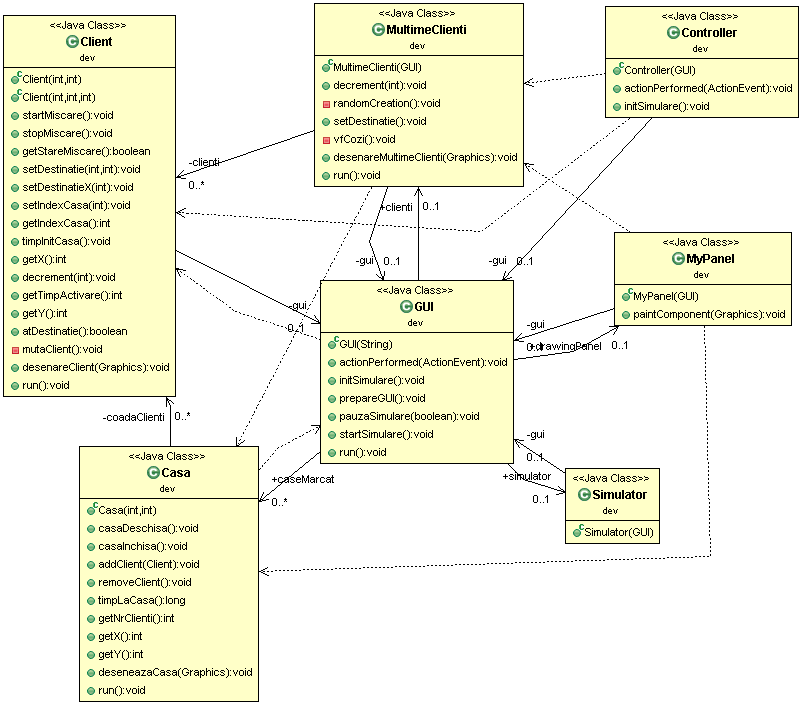 <<Java Class>>
Client
dev
Client(int,int)
Client(int,int,int)
startMiscare():void
stopMiscare():void
getStareMiscare():boolean
setDestinatie(int,int):void
setDestinatieX(int):void
setIndexCasa(int):void
getIndexCasa():int
timpInitCasa():void
getX():int
decrement(int):void
getTimpActivare():int
getY():int
atDestinatie():boolean
mutaClient():void
desenareClient(Graphics):void
run():void
<<Java Class>>
MultimeClienti
dev
MultimeClienti(GUI)
decrement(int):void
randomCreation():void
setDestinatie():void
vfCozi():void
desenareMultimeClienti(Graphics):void
run():void
<<Java Class>>
Controller
dev
Controller(GUI)
actionPerformed(ActionEvent):void
initSimulare():void
-clienti
0..*
+clienti
0..1
-gui
0..1
-gui
0..1
<<Java Class>>
MyPanel
dev
MyPanel(GUI)
paintComponent(Graphics):void
<<Java Class>>
GUI
dev
GUI(String)
actionPerformed(ActionEvent):void
initSimulare():void
prepareGUI():void
pauzaSimulare(boolean):void
startSimulare():void
run():void
-gui
0..1
-gui
0..1
+drawingPanel
0..1
-coadaClienti
0..*
-gui
0..1
+simulator
0..1
+caseMarcat
0..*
<<Java Class>>
Simulator
dev
Simulator(GUI)
<<Java Class>>
Casa
dev
Casa(int,int)
casaDeschisa():void
casaInchisa():void
addClient(Client):void
removeClient():void
timpLaCasa():long
getNrClienti():int
getX():int
getY():int
deseneazaCasa(Graphics):void
run():void